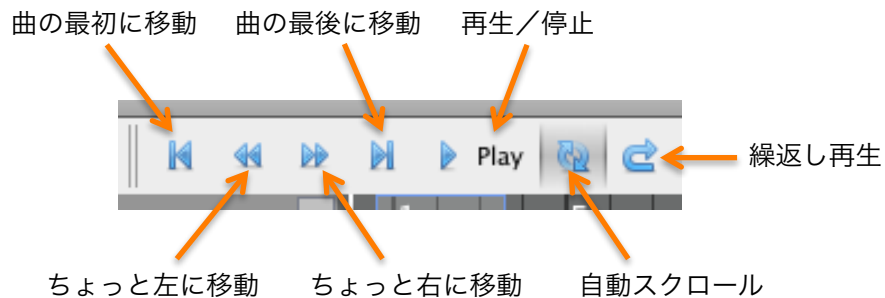 曲の最初に移動
曲の最後に移動
再生／停止
Play
繰返し再生
ちょっと左に移動
ちょっと右に移動
自動スクロール